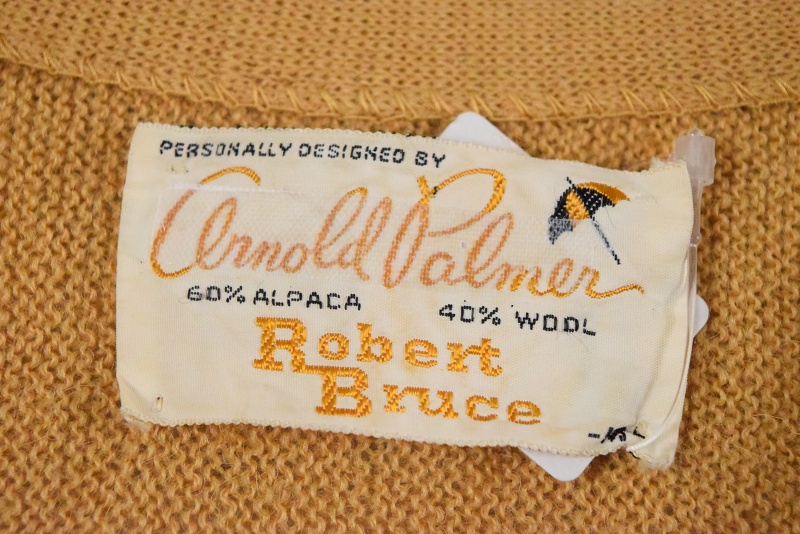 PERSONALLY DESIGNED BY
Arnold Palmer
60% ALPACA 40% WOOL
Robert
Bruce